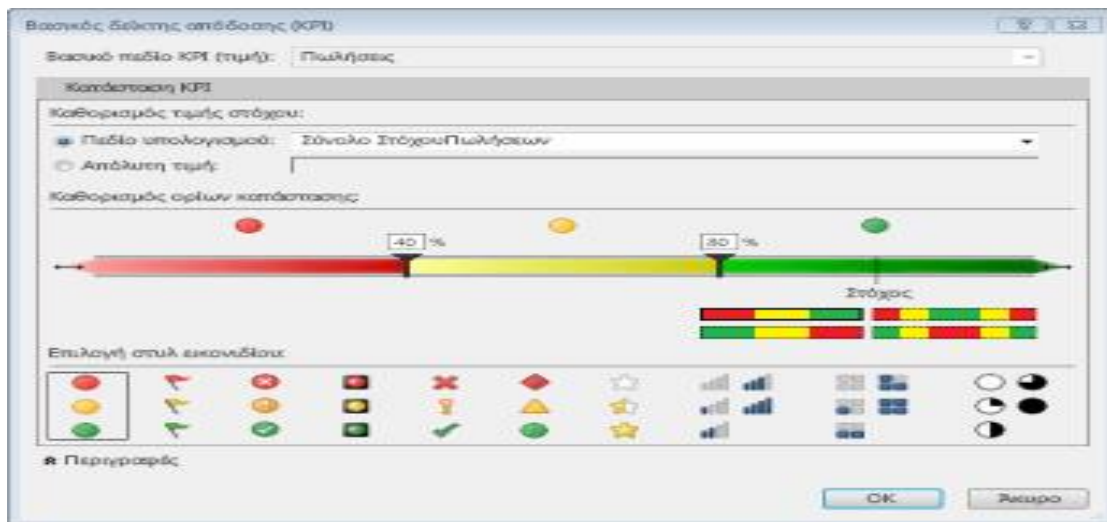 Βασικός δείκτης απόδοσης (KPI)
Βασικό πεδίο KPI (τιμή): Πωλήσεις
Κατάσταση KPI
Καθορισμός τιμής στόχου:
Πεδίο υπολογισμού: Σύνολο ΣτόχουΠωλήσεων
Απόλυτη τιμή:
Καθορισμός ορίων κατάστασης:
40 % 80 %
Στόχος
Επιλογή στυλ εικονιδίου:
Περιγραφές
OK Άκυρο